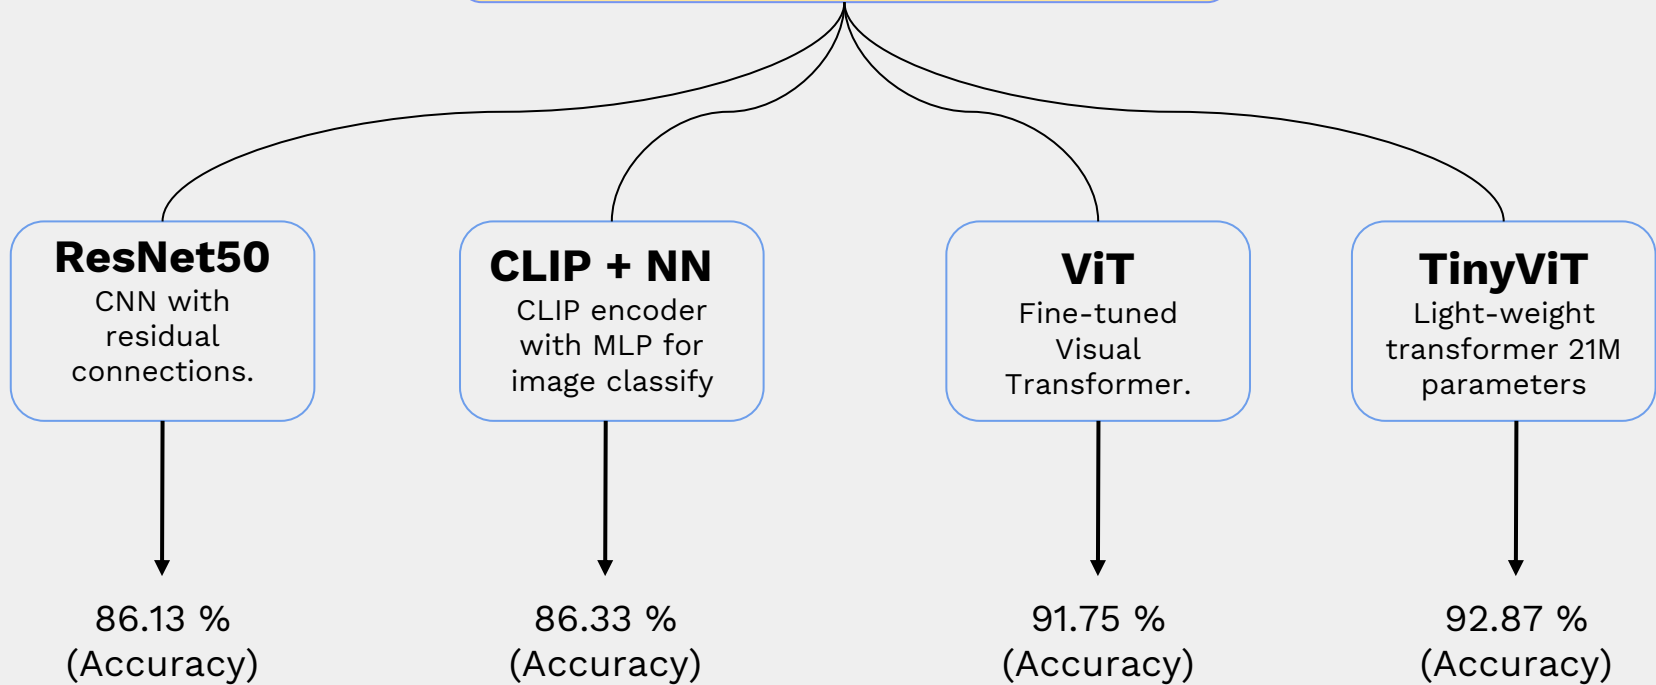 ResNet50
CNN with
residual
connections.
CLIP + NN
CLIP encoder
with MLP for
image classify
ViT
Fine-tuned
Visual
Transformer.
TinyViT
Light-weight
transformer 21M
parameters
86.13 %
(Accuracy)
86.33 %
(Accuracy)
91.75 %
(Accuracy)
92.87 %
(Accuracy)